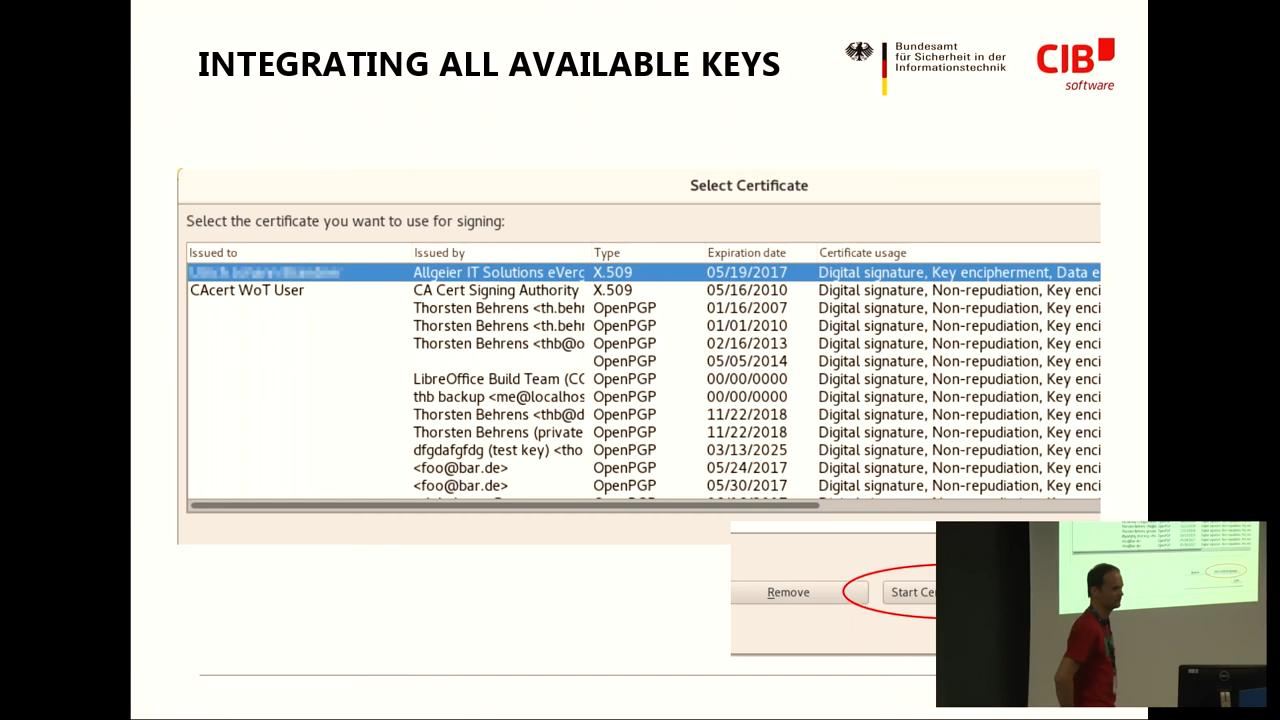 INTEGRATING ALL AVAILABLE KEYS
Bundesamt
für Sicherheit in der
Informationstechnik
CIB
software
Select Certificate
Select the certificate you want to use for signing:
Issued to Issued by Type Expiration date Certificate usage
Allgeier IT Solutions eVerg X.509 05/19/2017 Digital signature, Key encipherment, Data e
CAcert WoT User CA Cert Signing Authority X.509 05/16/2010 Digital signature, Non-repudiation, Key enci
Thorsten Behrens <th.behr OpenPGP 01/16/2007 Digital signature, Non-repudiation, Key enci
Thorsten Behrens <th.behr OpenPGP 01/01/2010 Digital signature, Non-repudiation, Key enci
Thorsten Behrens <thb@o OpenPGP 02/16/2013 Digital signature, Non-repudiation, Key enci
OpenPGP 05/05/2014 Digital signature, Non-repudiation, Key enci
LibreOffice Build Team (CO OpenPGP 00/00/0000 Digital signature, Non-repudiation, Key enci
thb backup <me@localhos OpenPGP 00/00/0000 Digital signature, Non-repudiation, Key enci
Thorsten Behrens <thb@d OpenPGP 11/22/2018 Digital signature, Non-repudiation, Key enci
Thorsten Behrens (private OpenPGP 11/22/2018 Digital signature, Non-repudiation, Key enci
dfgdafgfdg (test key) <tho OpenPGP 03/13/2025 Digital signature, Non-repudiation, Key enci
<foo@bar.de> OpenPGP 05/24/2017 Digital signature, Non-repudiation, Key enci
<foo@bar.de> OpenPGP 05/30/2017 Digital signature, Non-repudiation, Key enci
Remove Start Ce